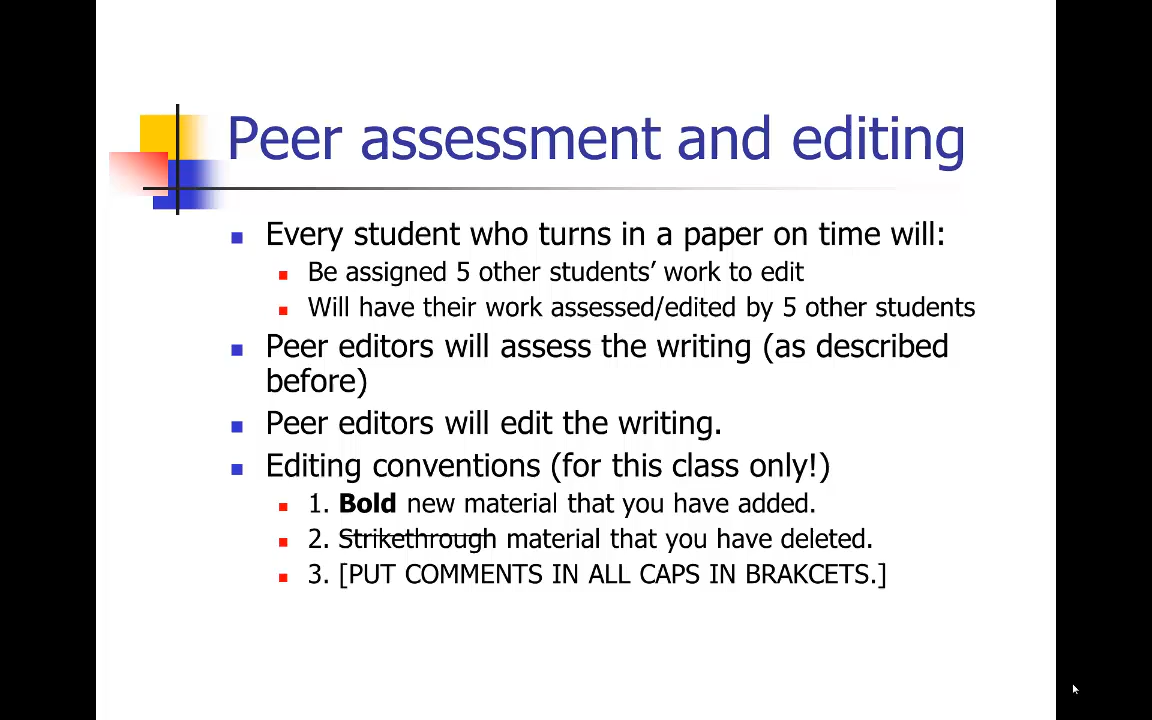 Peer assessment and editing
Every student who turns in a paper on time will:
Be assigned 5 other students’ work to edit
Will have their work assessed/edited by 5 other students
Peer editors will assess the writing (as described
before)
Peer editors will edit the writing.
Editing conventions (for this class only!)
1. Bold new material that you have added.
2. Strikethrough material that you have deleted.
3. [PUT COMMENTS IN ALL CAPS IN BRAKCETS.]